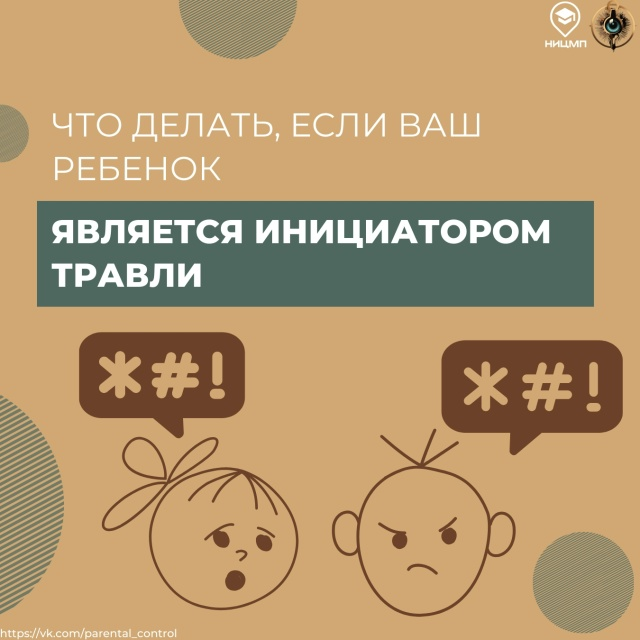 НИЦМП
ЧТО ДЕЛАТЬ, ЕСЛИ ВАШ
РЕБЕНОК
ЯВЛЯЕТСЯ ИНИЦИАТОРОМ
ТРАВЛИ
*#! *#!
https://vk.com/parental_control